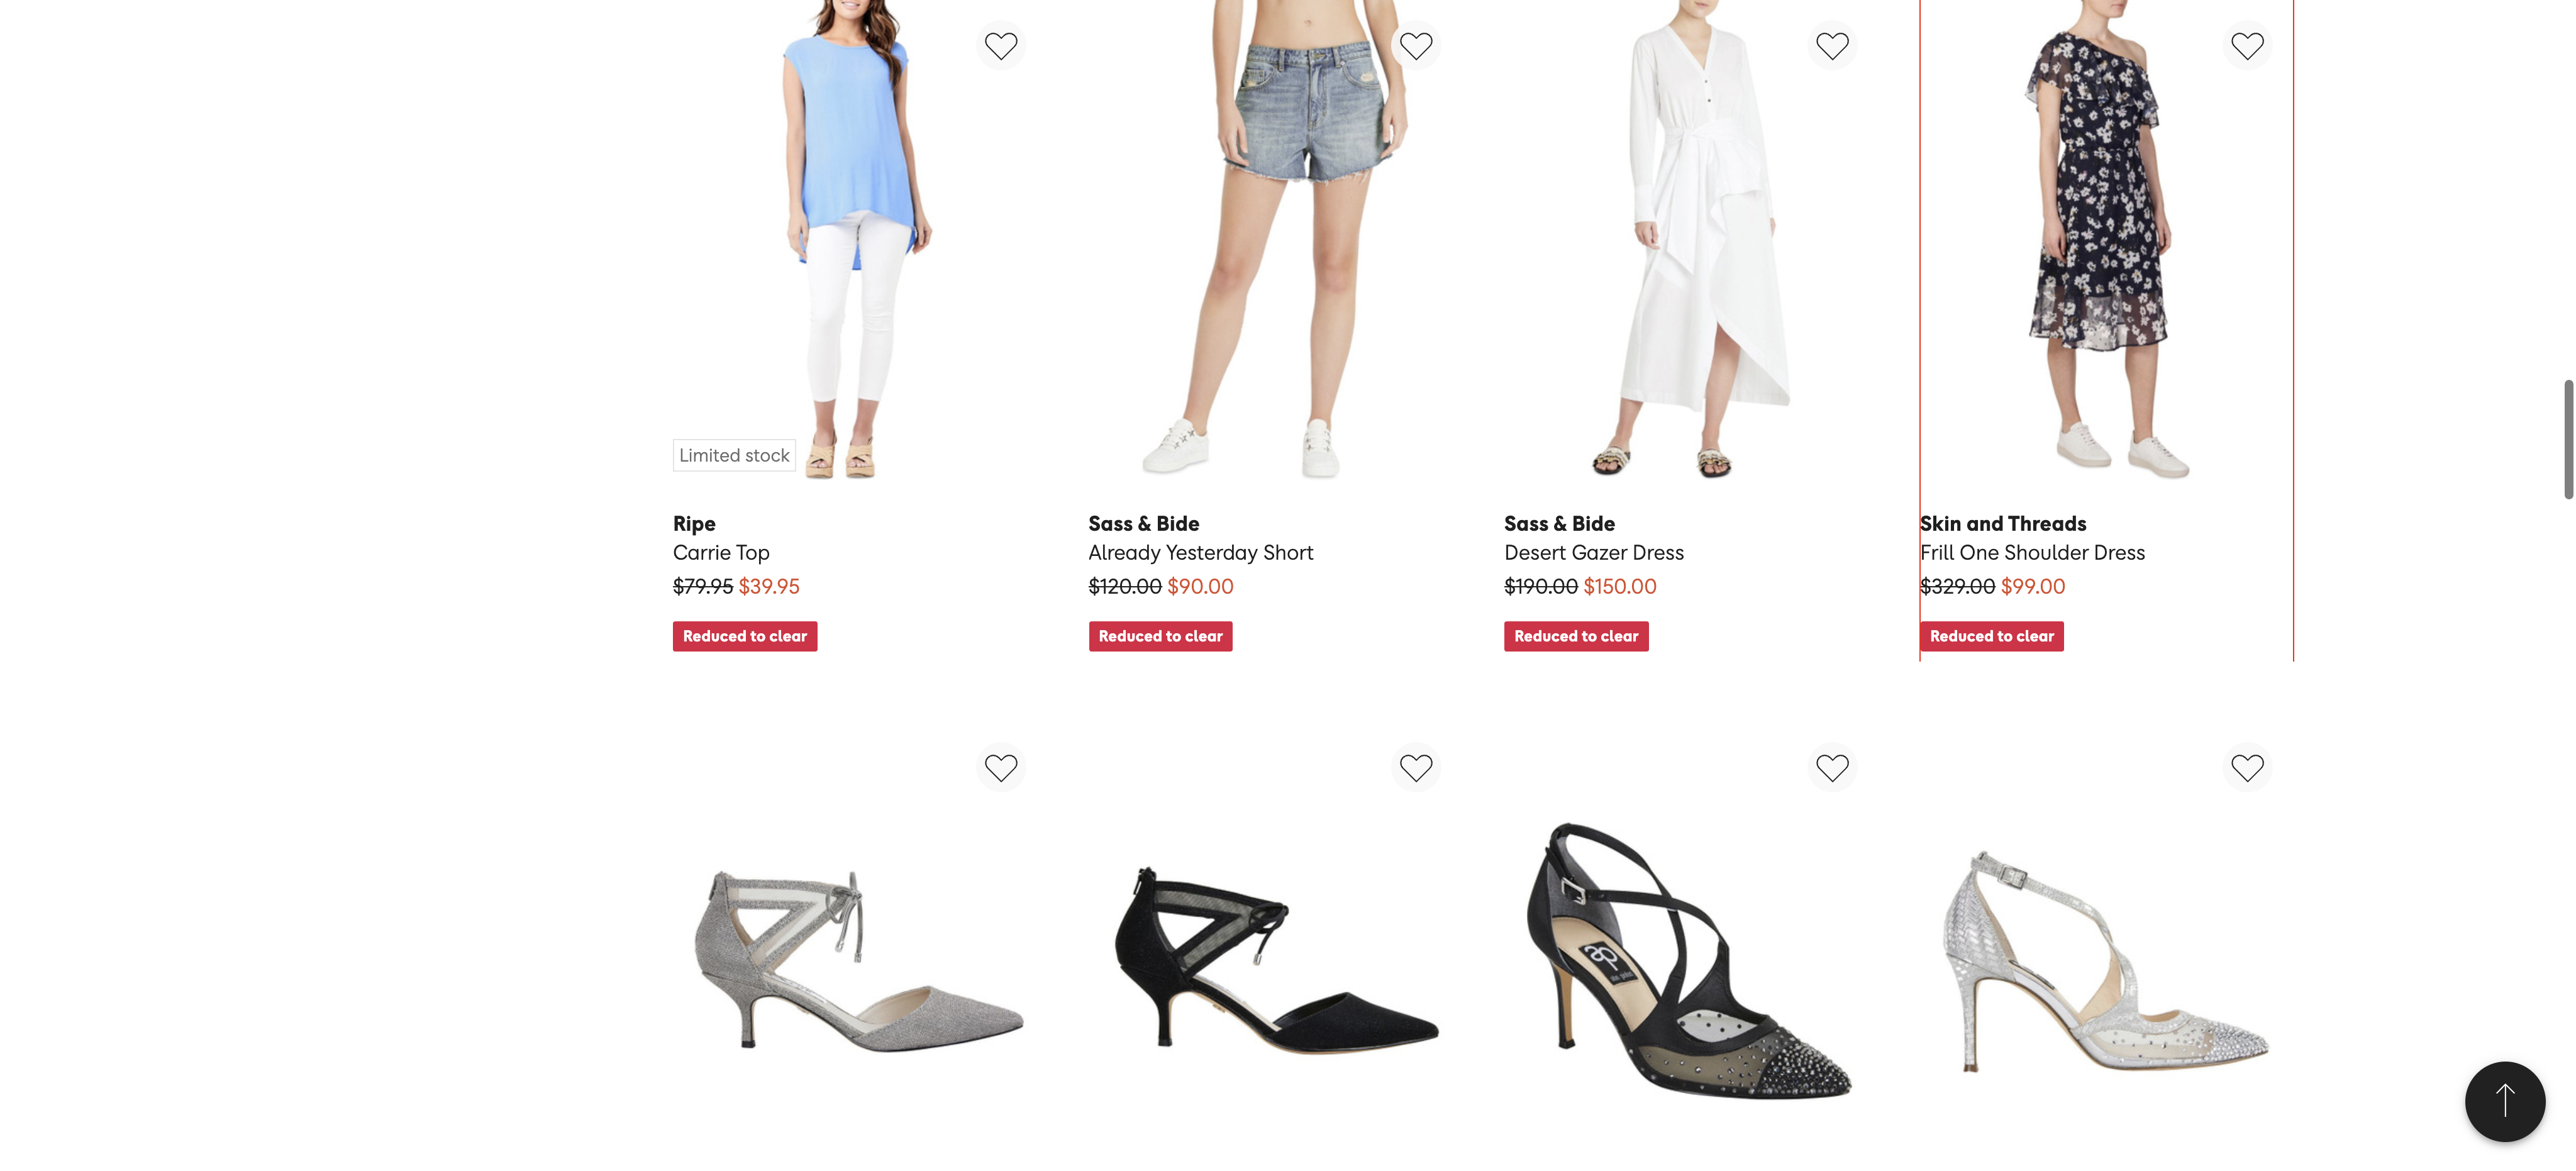 Limited stock
Ripe
Carrie Top
$79.95 $39.95
Reduced to clear
Sass & Bide
Already Yesterday Short
$120.00 $90.00
Reduced to clear
Sass & Bide
Desert Gazer Dress
$190.00 $150.00
Reduced to clear
Skin and Threads
Frill One Shoulder Dress
$329.00 $99.00
Reduced to clear